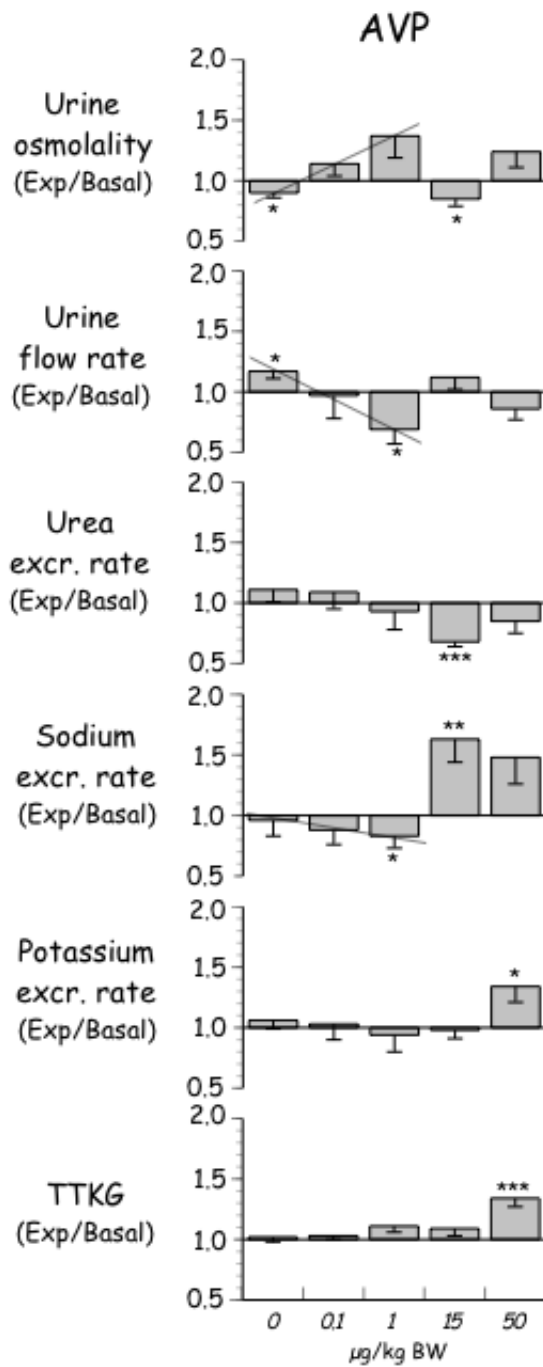 AVP
Urine
osmolality
(Exp/Basal)
2.0
1.5
1.0
0.5
*
*
Urine
flow rate
(Exp/Basal)
2.0
1.5
1.0
0.5
*
*
Urea
excr. rate
(Exp/Basal)
2.0
1.5
1.0
0.5
***
Sodium
excr. rate
(Exp/Basal)
2.0
1.5
1.0
0.5
**
*
Potassium
excr. rate
(Exp/Basal)
2.0
1.5
1.0
0.5
*
TTKG
(Exp/Basal)
2.0
1.5
1.0
0.5
***
0 0.1 1 15 50
µg/kg BW